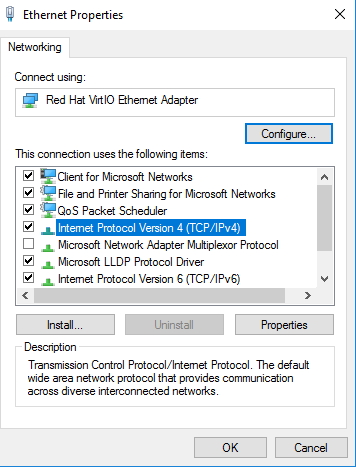 Ethernet Properties
Networking
Connect using:
Red Hat VirtIO Ethernet Adapter
Configure...
This connection uses the following items:
Client for Microsoft Networks
File and Printer Sharing for Microsoft Networks
QoS Packet Scheduler
Internet Protocol Version 4 (TCP/IPv4)
Microsoft Network Adapter Multiplexor Protocol
Microsoft LLDP Protocol Driver
Internet Protocol Version 6 (TCP/IPv6)
Install... Uninstall Properties
Description
Transmission Control Protocol/Internet Protocol. The default
wide area network protocol that provides communication
across diverse interconnected networks.
OK Cancel